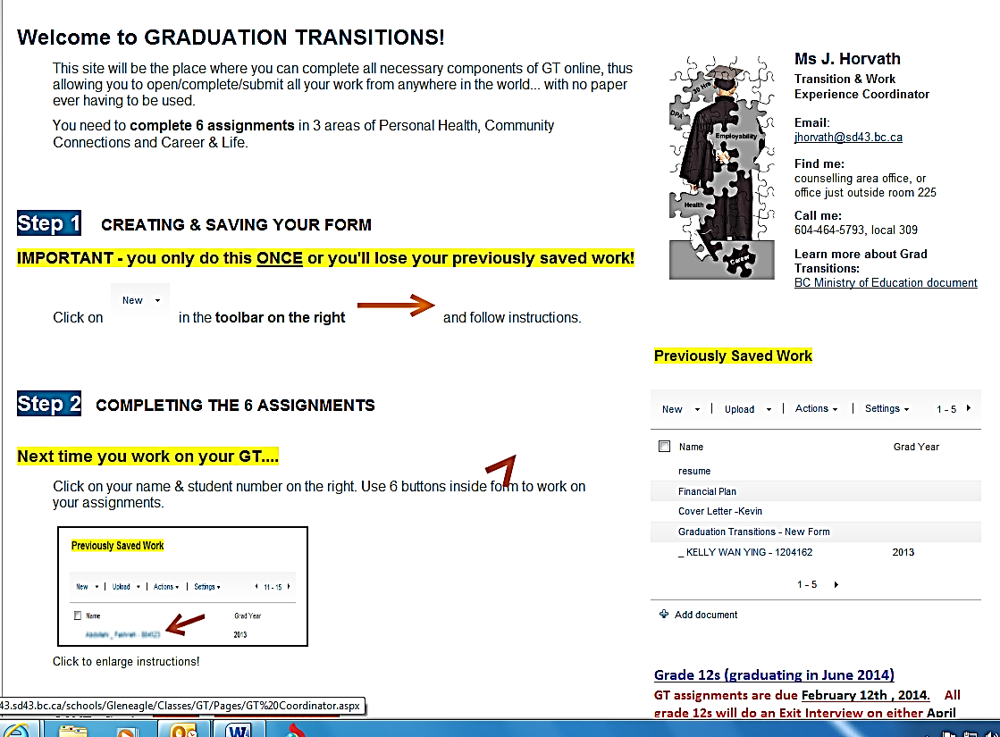 Welcome to GRADUATION TRANSITIONS!
This site will be the place where you can complete all necessary components of GT online, thus
allowing you to open/complete/submit all your work from anywhere in the world... with no paper
ever having to be used.
You need to complete 6 assignments in 3 areas of Personal Health, Community
Connections and Career & Life.
Step 1 CREATING & SAVING YOUR FORM
IMPORTANT - you only do this ONCE or you'll lose your previously saved work!
Click on New in the toolbar on the right and follow instructions.
Step 2 COMPLETING THE 6 ASSIGNMENTS
Next time you work on your GT....
Click on your name & student number on the right. Use 6 buttons inside form to work on
your assignments.
Previously Saved Work
New Upload Actions Settings 11 - 15
Name Grad Year
2013
Click to enlarge instructions!
30 Hrs
DPA
Employability
Health
Career
Ms J. Horvath
Transition & Work
Experience Coordinator
Email:
jhorvath@sd43.bc.ca
Find me:
counselling area office, or
office just outside room 225
Call me:
604-464-5793, local 309
Learn more about Grad
Transitions:
BC Ministry of Education document
Previously Saved Work
New Upload Actions Settings 1 - 5
Name Grad Year
resume
Financial Plan
Cover Letter -Kevin
Graduation Transitions - New Form
_ KELLY WAN YING - 1204162 2013
1 - 5
Add document
Grade 12s (graduating in June 2014)
GT assignments are due February 12th , 2014. All
grade 12s will do an Exit Interview on either April
43.sd43.bc.ca/schools/Gleneagle/Classes/GT/Pages/GT%20Coordinator.aspx